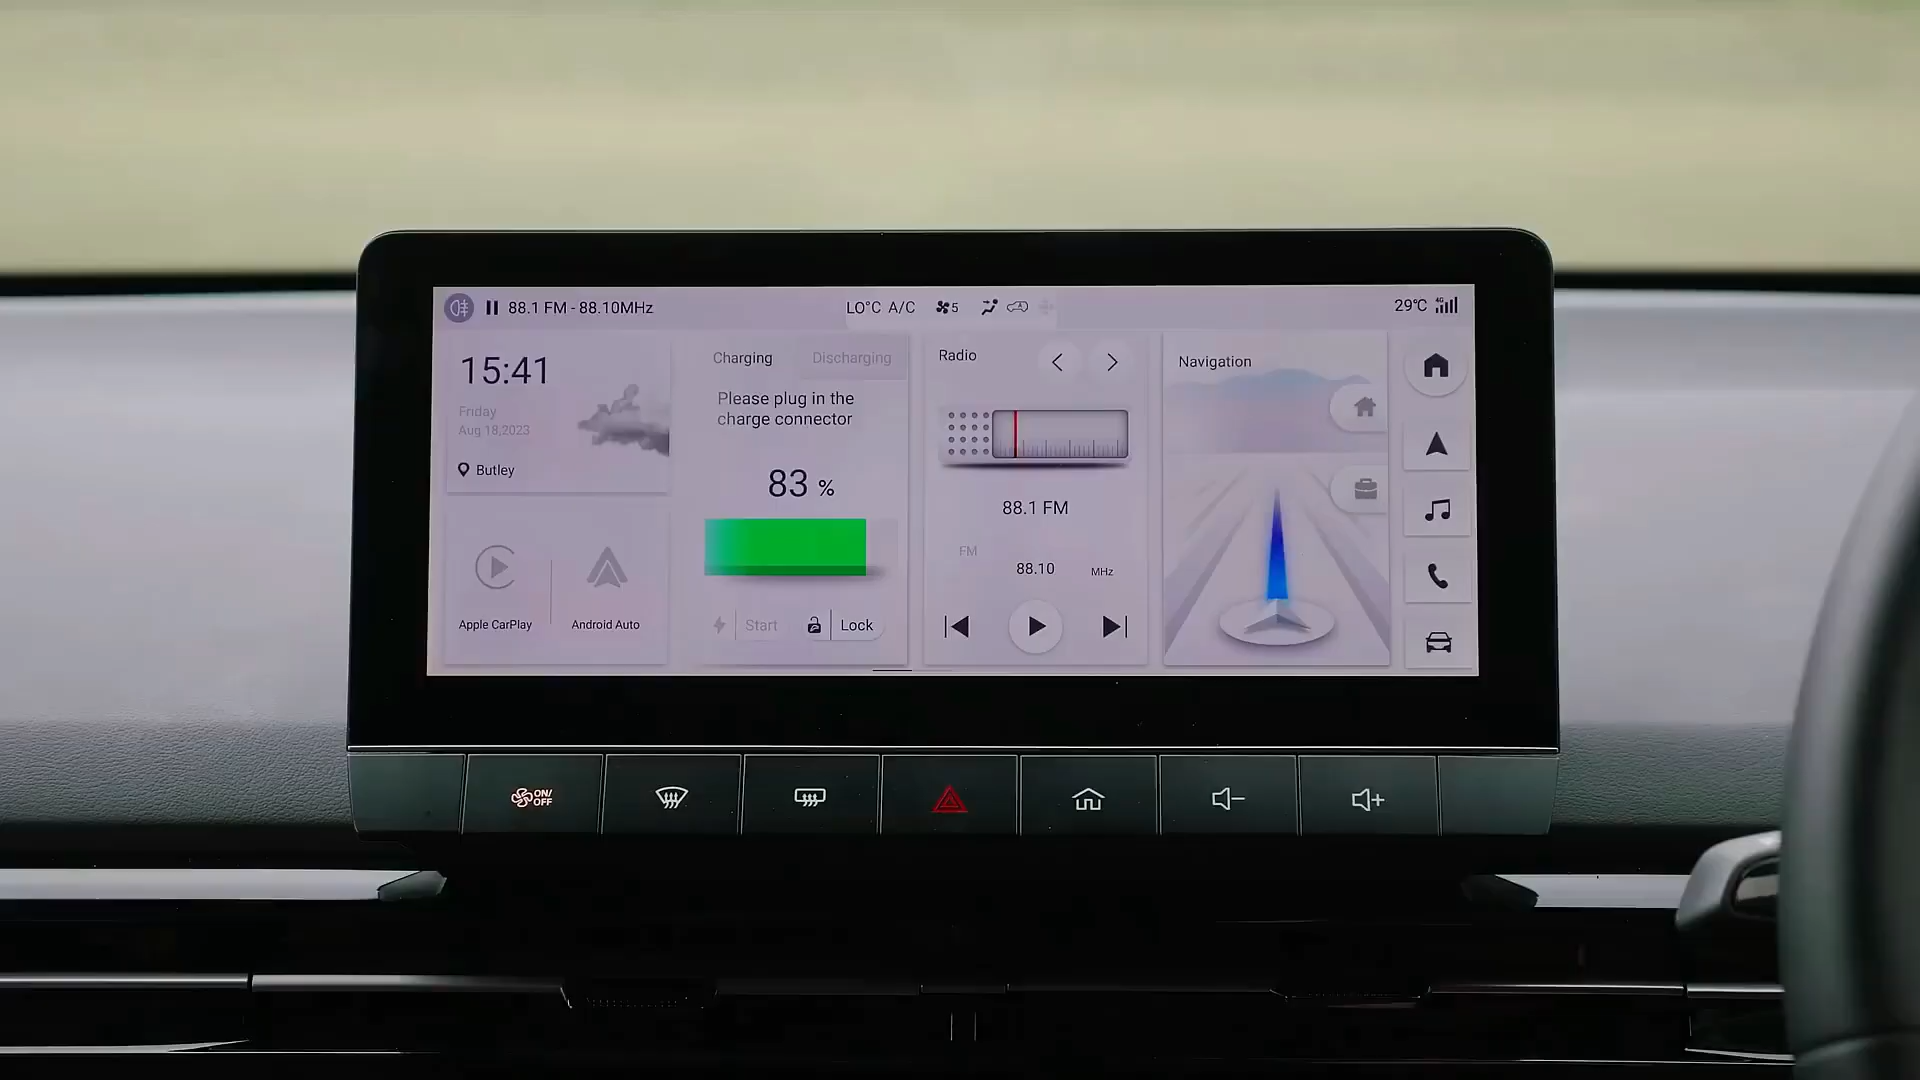 88.1 FM - 88.10MHz
LO°C A/C
5
29°C 4G
15:41
Friday
Aug 18,2023
Butley
Apple CarPlay
Android Auto
Charging
Discharging
Please plug in the
charge connector
83 %
Start
Lock
Radio
88.1 FM
FM
88.10
MHz
Navigation
ON/
OFF